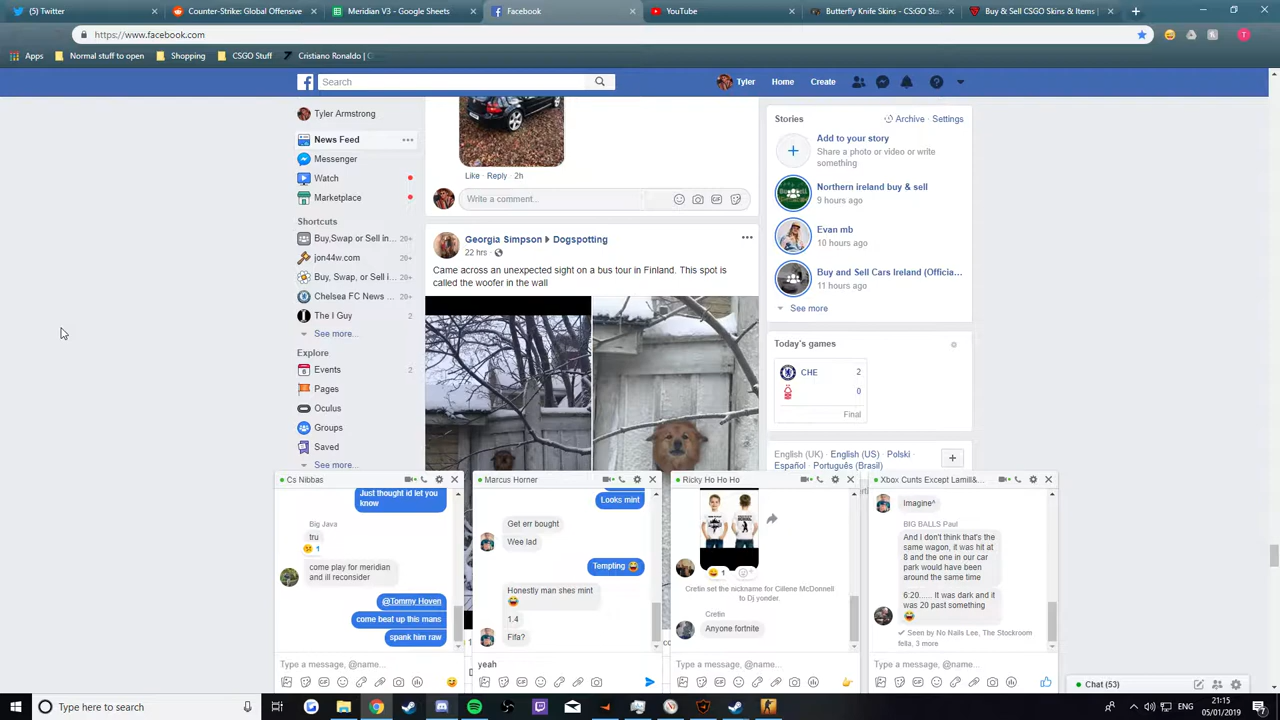 (5) Twitter
Counter-Strike: Global Offensive
Meridian V3 - Google Sheets
Facebook
YouTube
Butterfly Knife - CS:GO Sta
Buy & Sell CSGO Skins & Items |
https://www.facebook.com
T
Apps
Normal stuff to open
Shopping
CSGO Stuff
Cristiano Ronaldo | G
Search
Tyler
Home
Create
Tyler Armstrong
News Feed
Messenger
Watch
Marketplace
Shortcuts
Buy,Swap or Sell in... 20+
jon44w.com 20+
Buy, Swap, or Sell i... 20+
Chelsea FC News ... 20+
The I Guy 2
See more...
Explore
Events 2
Pages
Oculus
Groups
Saved
See more...
Like · Reply · 2h
Write a comment...
Georgia Simpson ▸ Dogspotting
22 hrs ·
Came across an unexpected sight on a bus tour in Finland. This spot is
called the woofer in the wall
Stories
Archive · Settings
Add to your story
Share a photo or video or write
something
Northern ireland buy & sell
9 hours ago
Evan mb
10 hours ago
Buy and Sell Cars Ireland (Officia...
11 hours ago
See more
Today's games
CHE 2
0
Final
English (UK) · English (US) · Polski ·
Español · Português (Brasil)
Cs Nibbas
Just thought id let you
know
Big Java
tru
1
come play for meridian
and ill reconsider
@Tommy Hoven
come beat up this mans
spank him raw
Type a message, @name...
Marcus Horner
Looks mint
Get err bought
Wee lad
Tempting 😂
Honestly man shes mint
😂
1.4
Fifa?
yeah
Ricky Ho Ho Ho
1
Cretin set the nickname for Cillene McDonnell
to Dj yonder.
Cretin
Anyone fortnite
Type a message, @name...
Xbox Cunts Except Lamill&...
Imagine^
BIG BALLS Paul
And I don't think that's the
same wagon, it was hit at
8 and the one in our car
park would have been
around the same time
6:20...... It was dark and it
was 20 past something
😂
✓ Seen by No Nails Lee, The Stockroom
fella, 3 more
Type a message, @name...
Chat (53)
Type here to search
ENG
21:15
05/01/2019